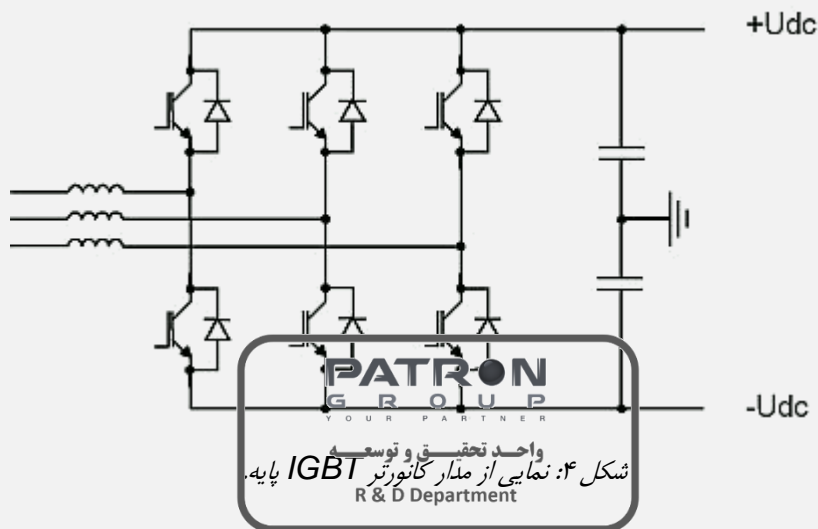 +Udc
-Udc
PATRON
GROUP
YOUR PARTNER
واحد تحقیق و توسعه
شکل ۴: نمایی از مدار کانورتر IGBT پایه.
R & D Department